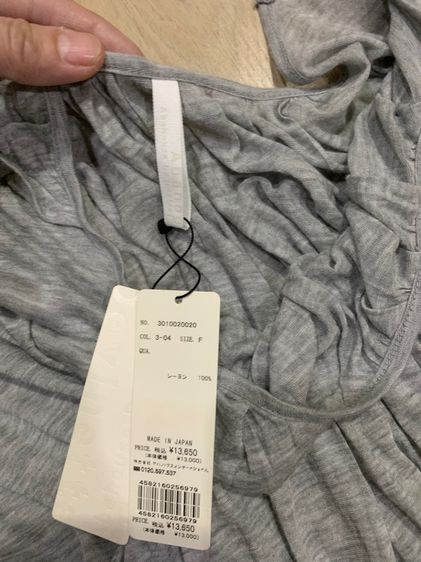 NO. 3010020020
COL. 3-04 SIZE. F
QUA.
レーヨン 100%
MADE IN JAPAN
PRICE. 税込 ¥13,650
(本体価格 ¥13,000)
0120.597.537
4582160256979
4582160256979
PRICE. 税込 ¥13,650
(本体価格 ¥13,000)